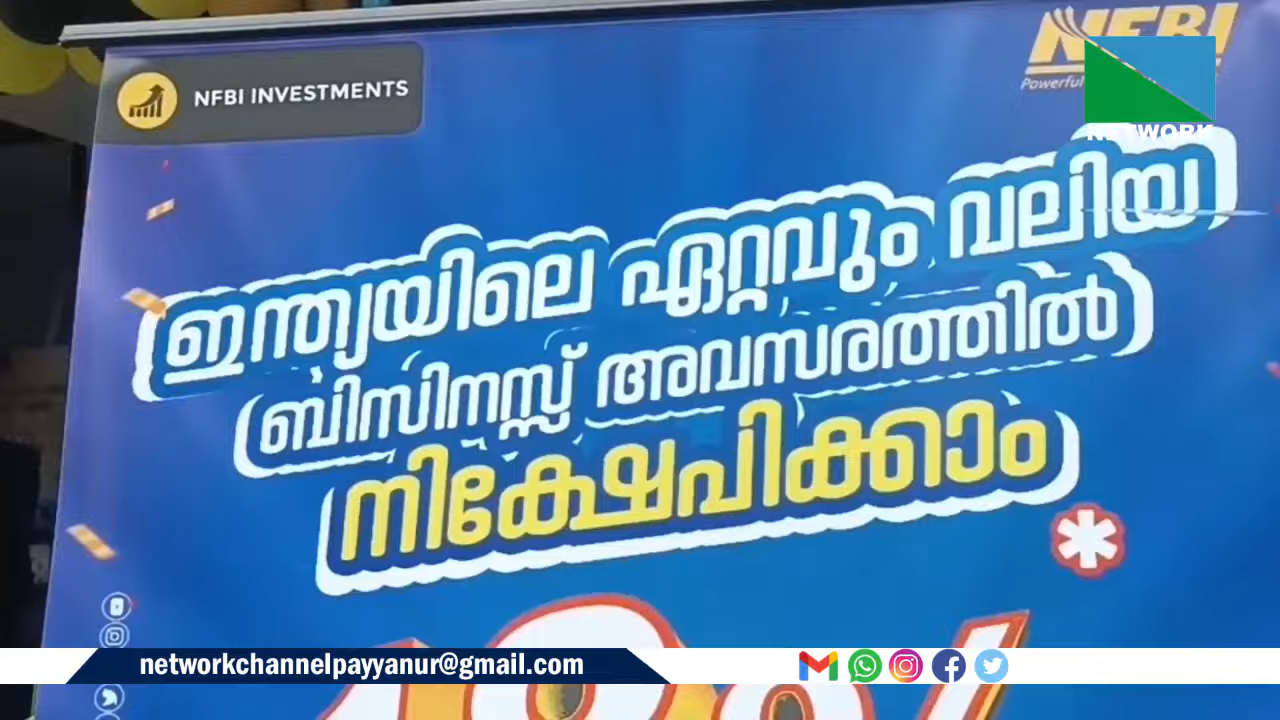 NFBI INVESTMENTS
NFBI
Powerful
NETWORK
ഇന്ത്യയിലെ ഏറ്റവും വലിയ
ബിസിനസ്സ് അവസരത്തിൽ
നിക്ഷേപിക്കാം
*
networkchannelpayyanur@gmail.com